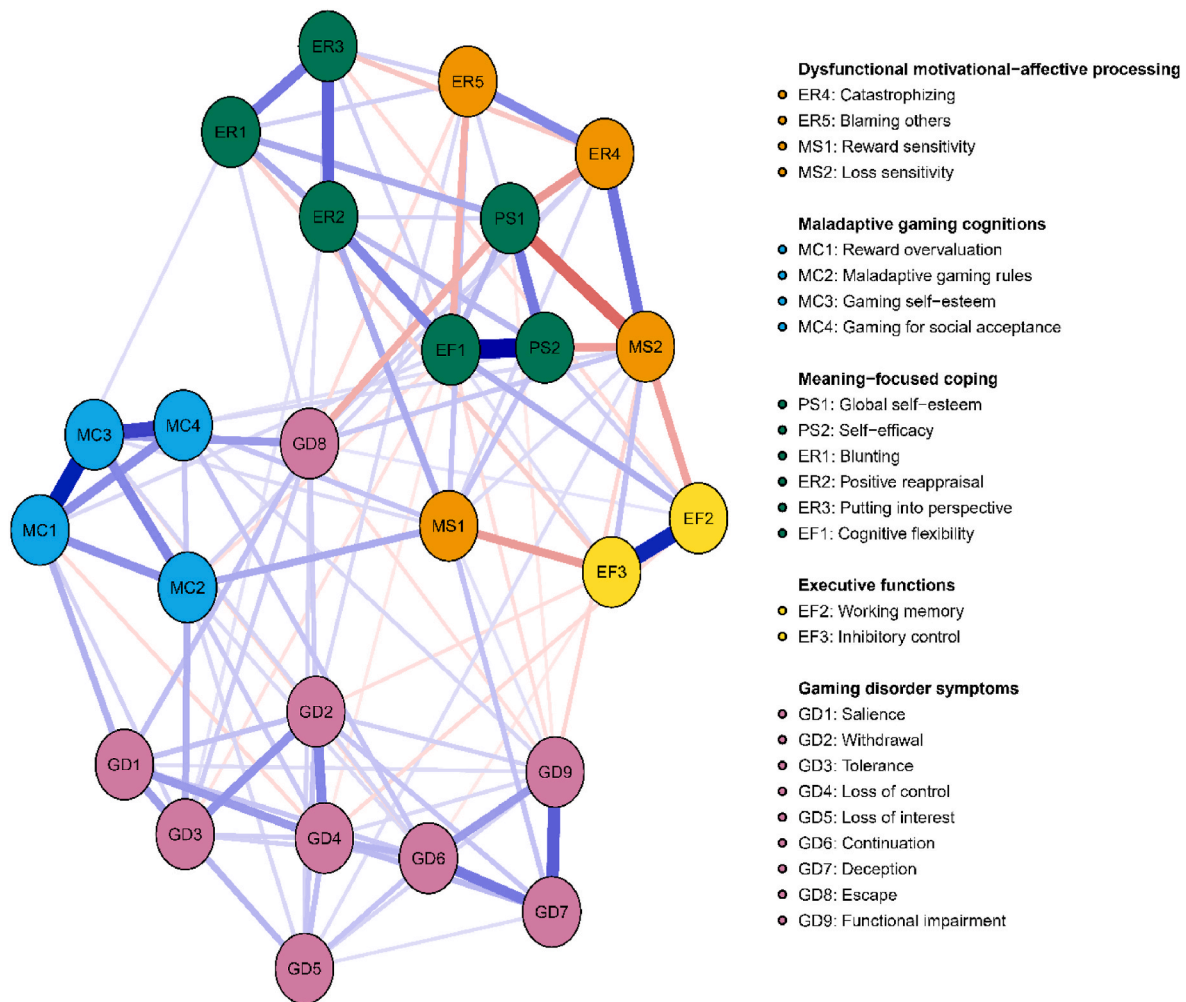 ER3
ER5
ER1
ER4
ER2
PS1
EF1
PS2
MS2
MC3
MC4
GD8
MC1
MS1
EF2
EF3
MC2
GD2
GD1
GD9
GD3
GD4
GD6
GD7
GD5
Dysfunctional motivational−affective processing
ER4: Catastrophizing
ER5: Blaming others
MS1: Reward sensitivity
MS2: Loss sensitivity
Maladaptive gaming cognitions
MC1: Reward overvaluation
MC2: Maladaptive gaming rules
MC3: Gaming self−esteem
MC4: Gaming for social acceptance
Meaning−focused coping
PS1: Global self−esteem
PS2: Self−efficacy
ER1: Blunting
ER2: Positive reappraisal
ER3: Putting into perspective
EF1: Cognitive flexibility
Executive functions
EF2: Working memory
EF3: Inhibitory control
Gaming disorder symptoms
GD1: Salience
GD2: Withdrawal
GD3: Tolerance
GD4: Loss of control
GD5: Loss of interest
GD6: Continuation
GD7: Deception
GD8: Escape
GD9: Functional impairment